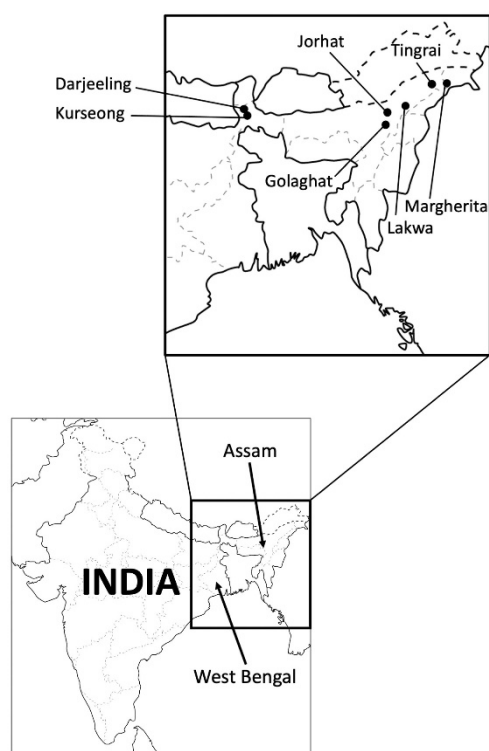 Jorhat
Tingrai
Darjeeling
Kurseong
Golaghat
Margherita
Lakwa
Assam
INDIA
West Bengal